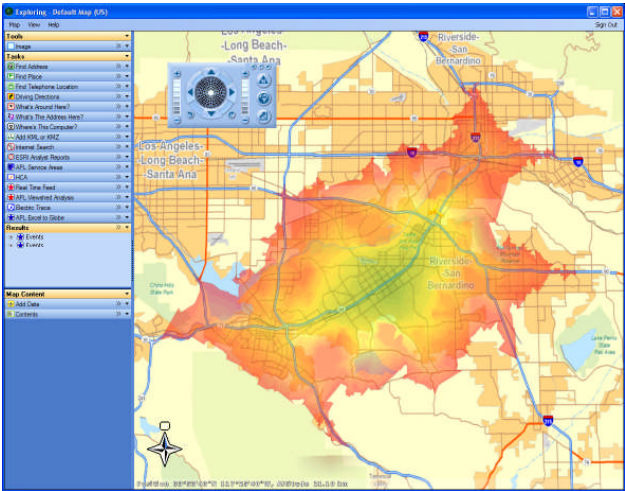 Exploring - Default Map (US)
Map View Help
Sign Out
Tools
Image
Tasks
Find Address
Find Place
Find Telephone Location
Driving Directions
What's Around Here?
What's The Address Here?
Where's This Computer?
Add KML or KMZ
Internet Search
ESRI Analyst Reports
APL Service Areas
HCA
Real Time Feed
APL Viewshed Analysis
Electric Trace
APL Excel to Globe
Results
Events
Events
Map Content
Add Data
Contents
Los Angeles-
-Long Beach-
-Santa Ana
Riverside-
San
Bernardino
Los-Angeles-
-Long-Beach-
-Santa Ana
Riverside-
San
Bernardino
Chino Hills
State Park
Lake Perris
State
Rec Area